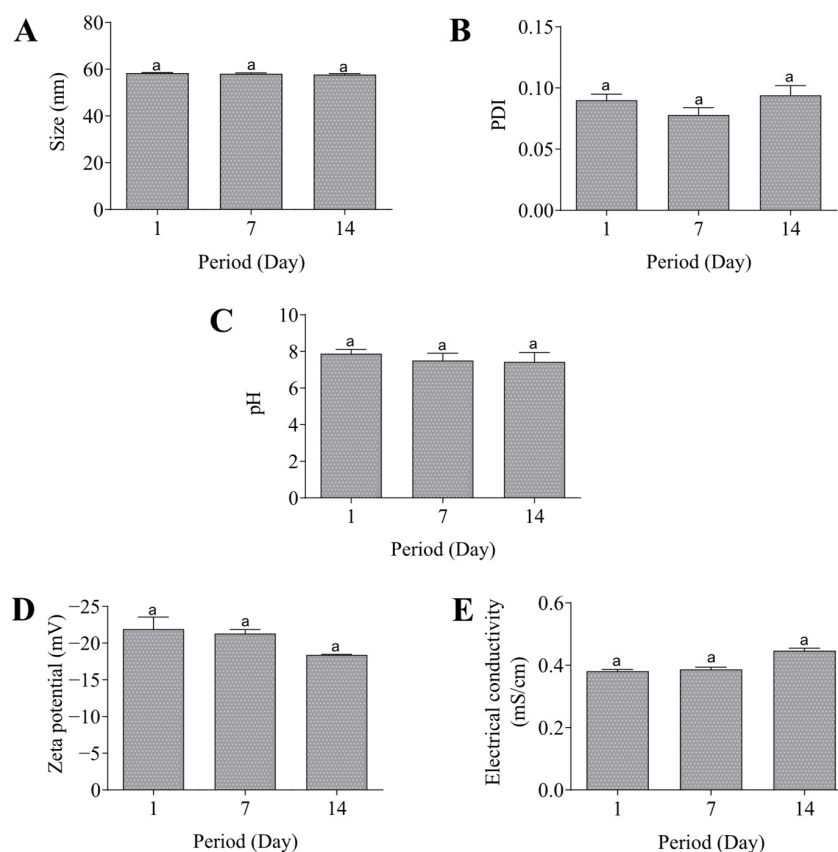 A
Size (nm)
80
60
40
20
0
a a a
1 7 14
Period (Day)
B
PDI
0.15
0.10
0.05
0.00
a a a
1 7 14
Period (Day)
C
pH
10
8
6
4
2
0
a a a
1 7 14
Period (Day)
D
Zeta potential (mV)
−25
−20
−15
−10
−5
0
a a a
1 7 14
Period (Day)
E
Electrical conductivity
(mS/cm)
0.6
0.4
0.2
0.0
a a a
1 7 14
Period (Day)